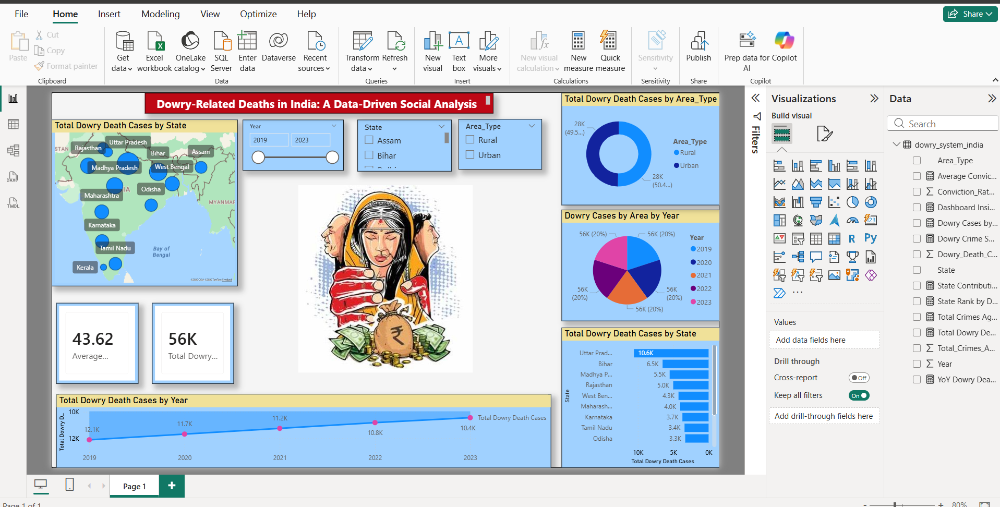 File Home Insert Modeling View Optimize Help Share
Paste
Cut
Copy
Format painter
Clipboard
Get data
Excel workbook
OneLake catalog
SQL Server
Enter data
Dataverse
Recent sources
Data
Transform data
Refresh
Queries
New visual
Text box
More visuals
Insert
New visual calculation
New measure
Quick measure
Calculations
Sensitivity
Sensitivity
Publish
Share
Prep data for AI
Copilot
Copilot
DAX
TMDL
Dowry-Related Deaths in India: A Data-Driven Social Analysis
Total Dowry Death Cases by State
STAN
Uttar Pradesh
Rajasthan
Bihar
Assam
Madhya Pradesh
West Bengal
IA
Odisha
Maharashtra
MYANMAR
Karnataka
Tamil Nadu
Bay of
Bengal
Kerala
©2026 OSM ©2026 TomTom Feedback
Year
2019 2023
State
Assam
Bihar
Area_Type
Rural
Urban
₹
43.62
Average...
56K
Total Dowry...
Total Dowry Death Cases by Year
Total Dowry D...
10K
12K
12.1K
11.7K
11.2K
10.8K
10.4K
Total Dowry Death Cases
2019 2020 2021 2022 2023
Total Dowry Death Cases by Area_Type
28K
(49.5...)
28K
(50.4...)
Area_Type
Rural
Urban
Dowry Cases by Area by Year
56K (20%) 56K (20%)
56K
(20%)
56K
(20%)
56K (20%)
Year
2019
2020
2021
2022
2023
Total Dowry Death Cases by State
State
Uttar Prad... 10.6K
Bihar 6.5K
Madhya P... 5.5K
Rajasthan 5.0K
West Ben... 4.3K
Maharash... 4.0K
Karnataka 3.7K
Tamil Nadu 3.4K
Odisha 3.3K
10K 5K 0K
Total Dowry Death Cases
Filters
Visualizations
Build visual
123
R
Py
...
Values
Add data fields here
Drill through
Cross-report Off
Keep all filters On
Add drill-through fields here
Data
Search
dowry_system_india
Area_Type
Average Convic...
Conviction_Rat...
Dashboard Insi...
Dowry Cases by...
Dowry Crime S...
Dowry_Death_C...
State
State Contributi...
State Rank by D...
Total Crimes Ag...
Total Dowry De...
Total_Crimes_A...
Year
YoY Dowry Dea...
Page 1
+
Page 1 of 1
- + 80%